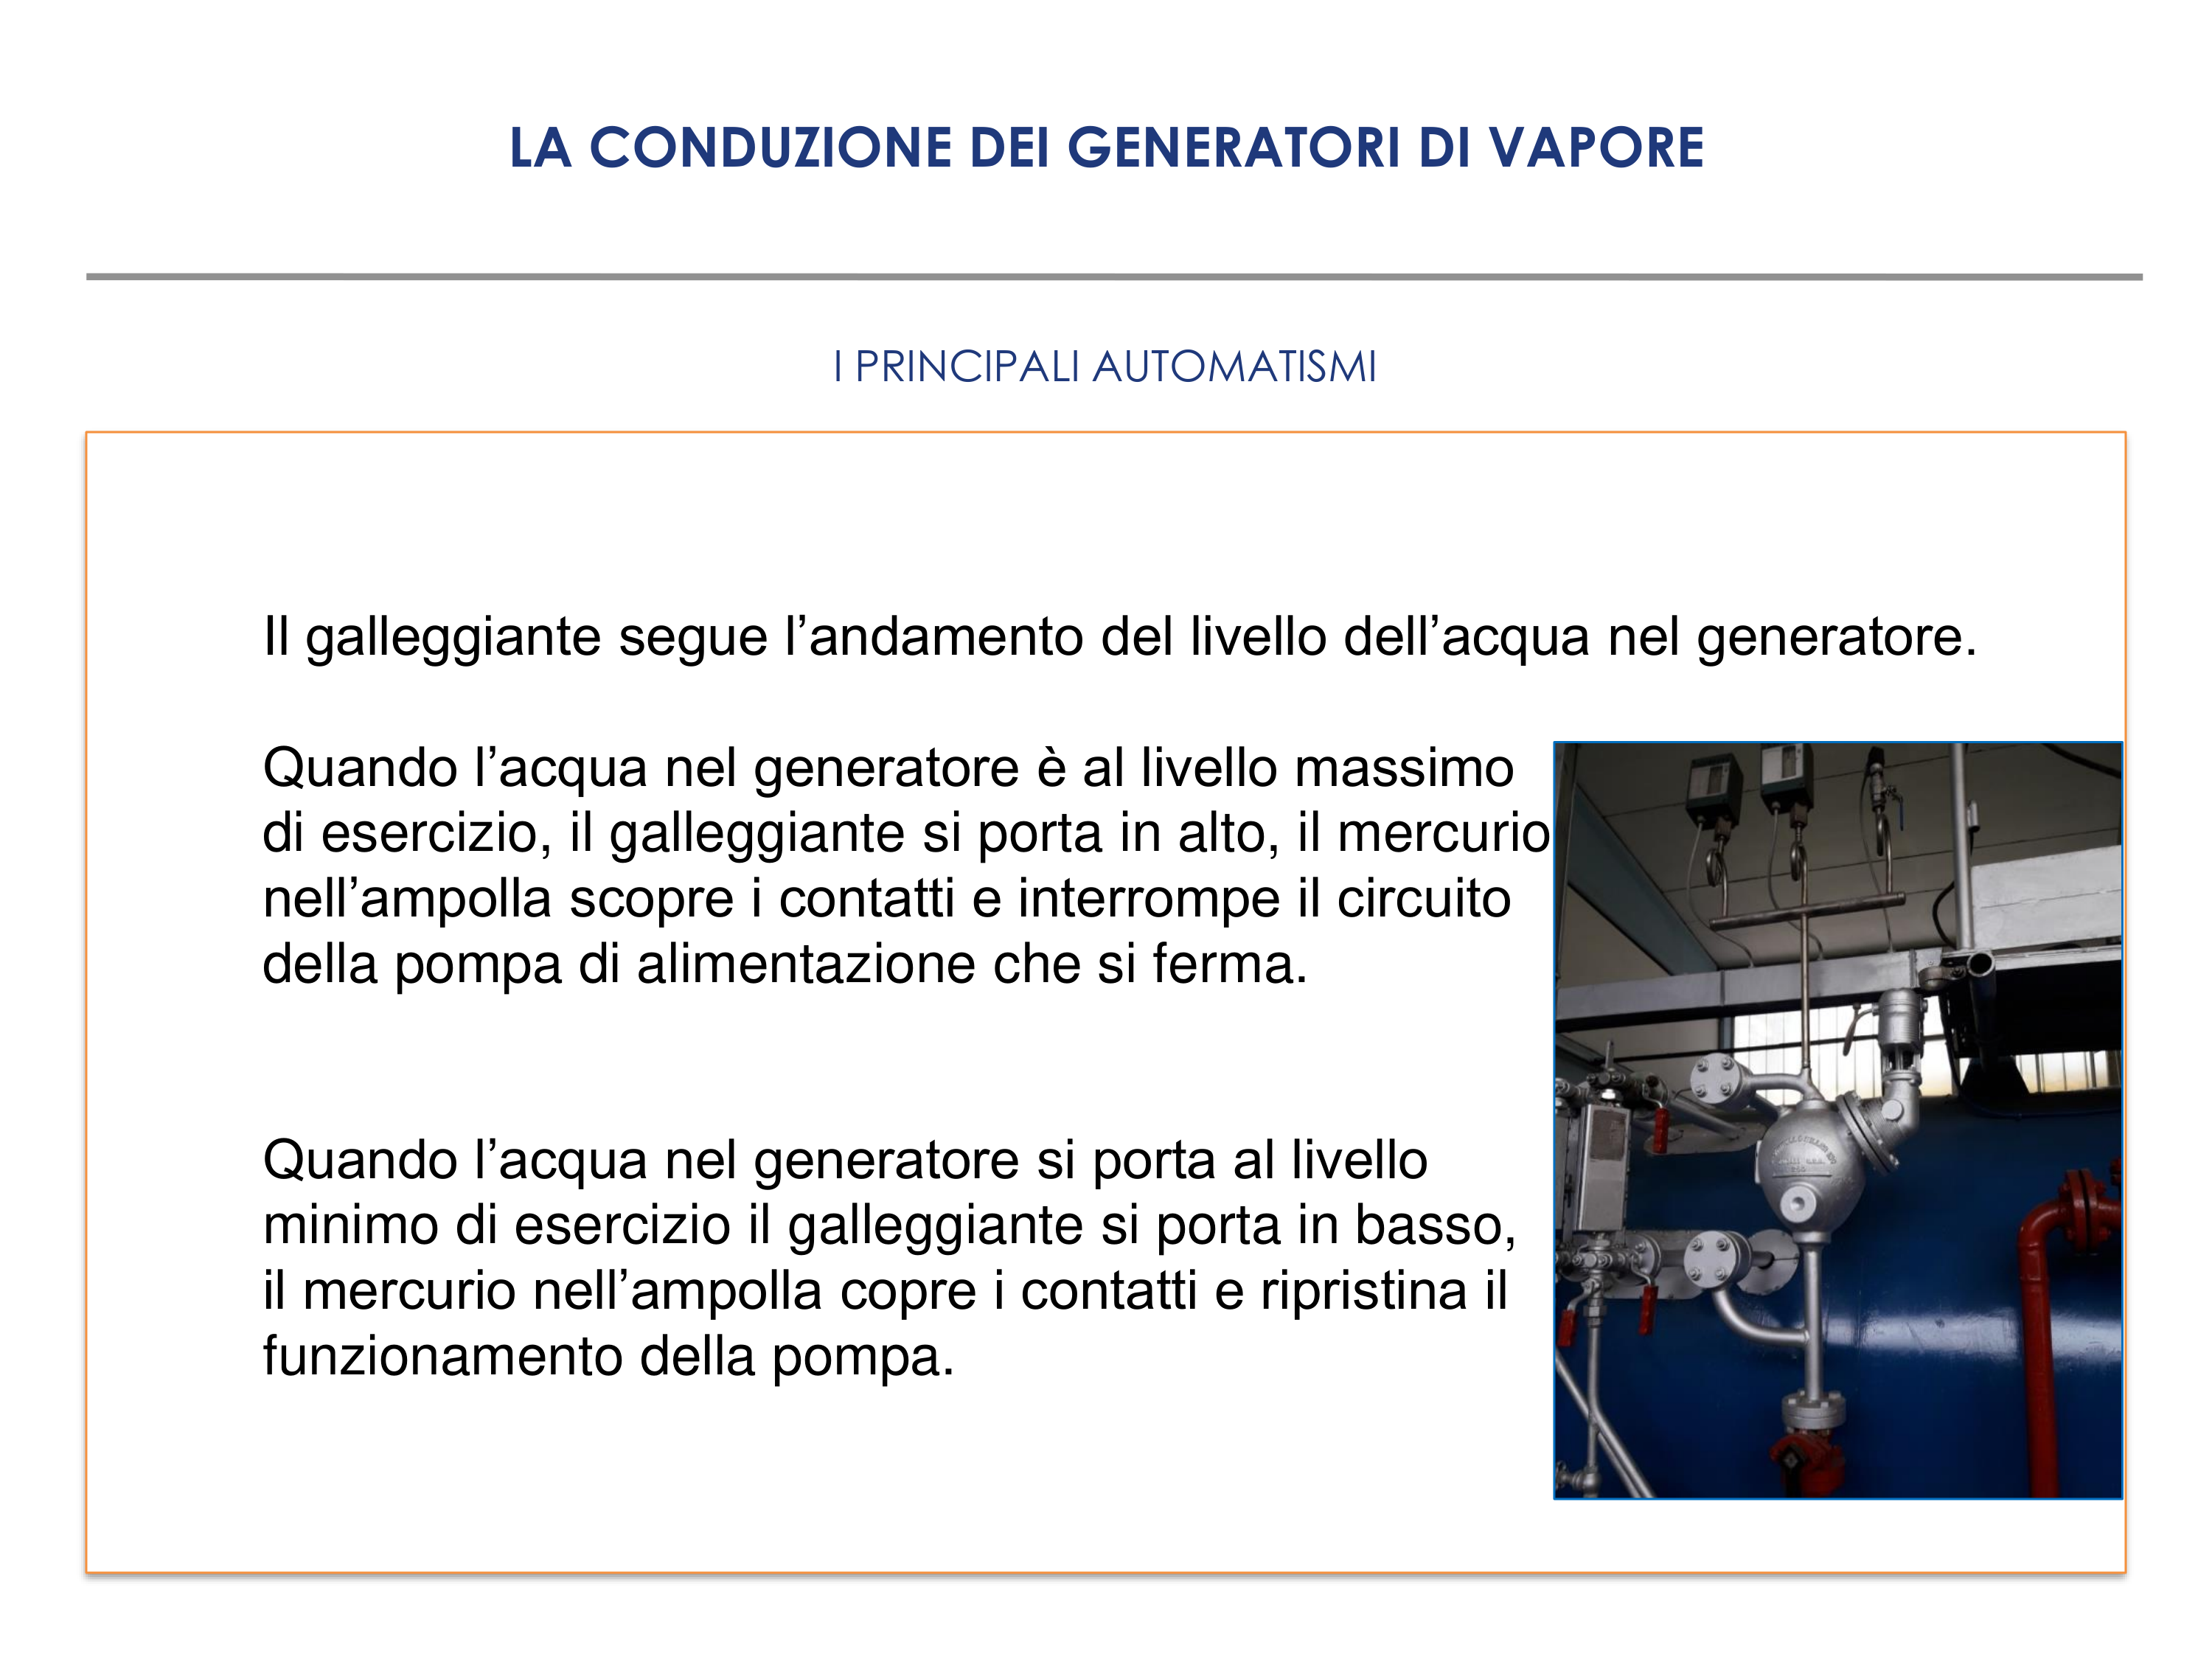 LA CONDUZIONE DEI GENERATORI DI VAPORE
I PRINCIPALI AUTOMATISMI
Il galleggiante segue l’andamento del livello dell’acqua nel generatore.
Quando l’acqua nel generatore è al livello massimo
di esercizio, il galleggiante si porta in alto, il mercurio
nell’ampolla scopre i contatti e interrompe il circuito
della pompa di alimentazione che si ferma.
Quando l’acqua nel generatore si porta al livello
minimo di esercizio il galleggiante si porta in basso,
il mercurio nell’ampolla copre i contatti e ripristina il
funzionamento della pompa.